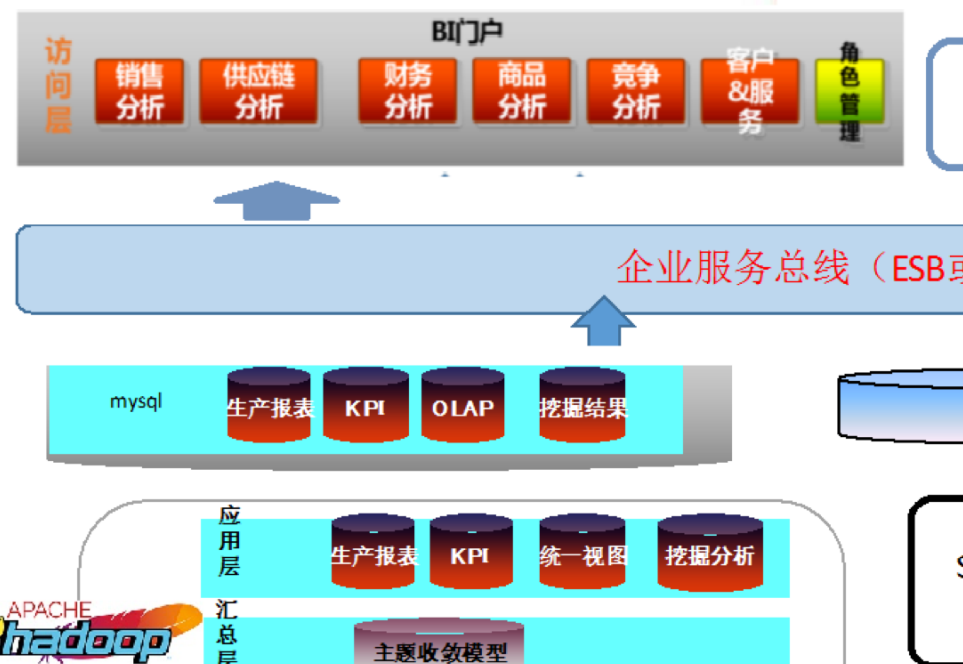 BI门户
访问层
销售分析
供应链分析
财务分析
商品分析
竞争分析
客户&服务
角色管理
企业服务总线（ESB或
mysql
生产报表
KPI
OLAP
挖掘结果
应用层
生产报表
KPI
统一视图
挖掘分析
APACHE
hadoop
汇总层
主题收敛模型